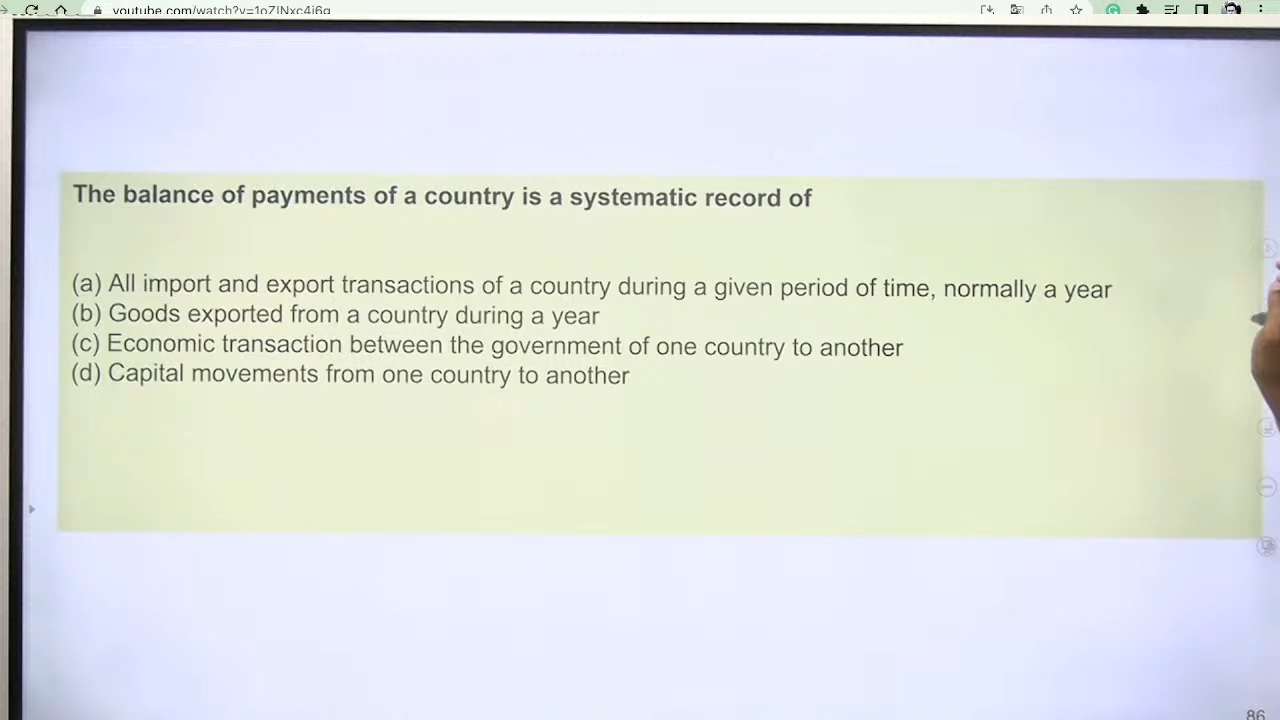 The balance of payments of a country is a systematic record of
(a) All import and export transactions of a country during a given period of time, normally a year
(b) Goods exported from a country during a year
(c) Economic transaction between the government of one country to another
(d) Capital movements from one country to another
86